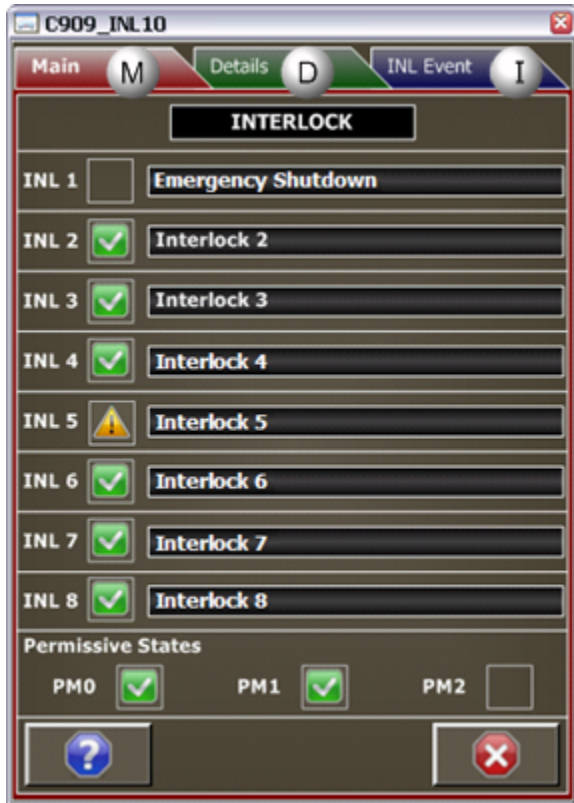 C909_INL10
Main M Details D INL Event I
INTERLOCK
INL 1 Emergency Shutdown
INL 2 Interlock 2
INL 3 Interlock 3
INL 4 Interlock 4
INL 5 Interlock 5
INL 6 Interlock 6
INL 7 Interlock 7
INL 8 Interlock 8
Permissive States
PM0 PM1 PM2